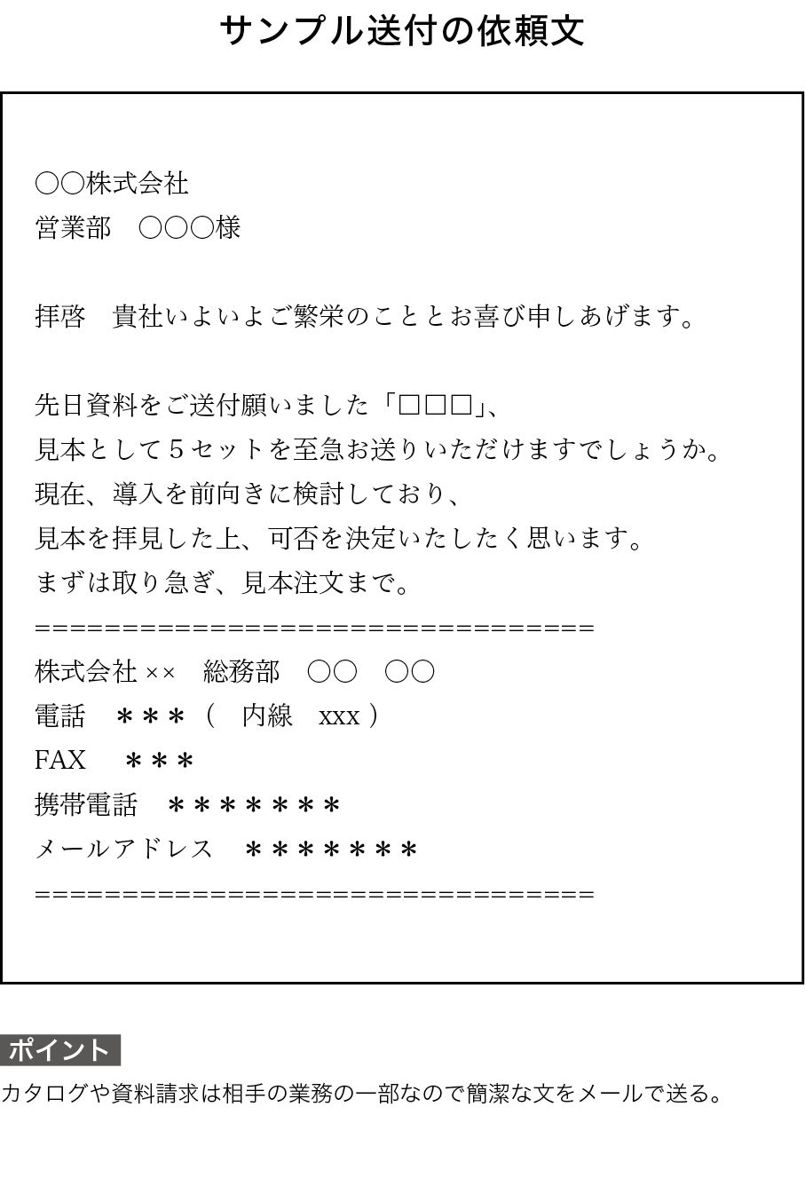 サンプル送付の依頼文
〇〇株式会社
営業部　〇〇〇様
拝啓　貴社いよいよご繁栄のこととお喜び申しあげます。
先日資料をご送付願いました「□□□」、
見本として５セットを至急お送りいただけますでしょうか。
現在、導入を前向きに検討しており、
見本を拝見した上、可否を決定いたしたく思います。
まずは取り急ぎ、見本注文まで。
================================
株式会社××　総務部　〇〇　〇〇
電話　＊＊＊（　内線　xxx ）
FAX　＊＊＊
携帯電話　＊＊＊＊＊＊＊
メールアドレス　＊＊＊＊＊＊＊
================================
ポイント
カタログや資料請求は相手の業務の一部なので簡潔な文をメールで送る。